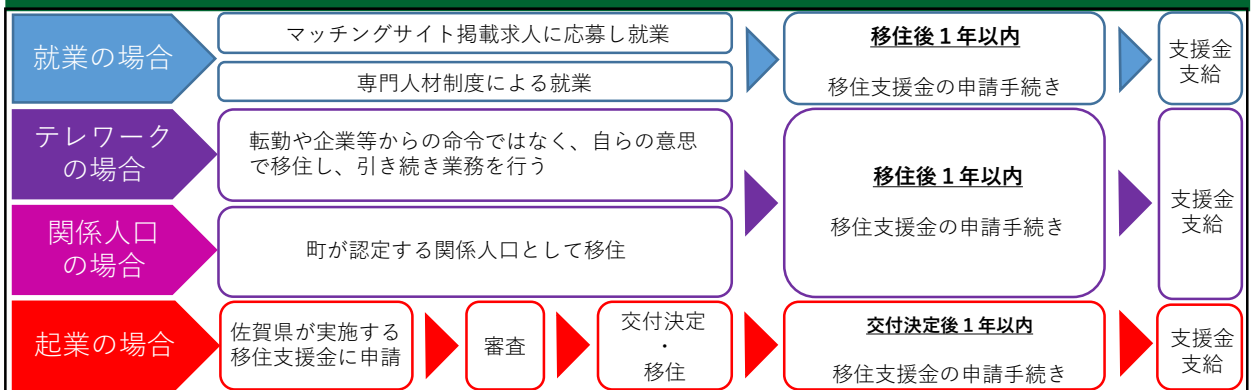 就業の場合
マッチングサイト掲載求人に応募し就業
専門人材制度による就業
移住後１年以内
移住支援金の申請手続き
支援金
支給
テレワーク
の場合
転勤や企業等からの命令ではなく、自らの意思
で移住し、引き続き業務を行う
関係人口
の場合
町が認定する関係人口として移住
移住後１年以内
移住支援金の申請手続き
支援金
支給
起業の場合
佐賀県が実施する
移住支援金に申請
審査
交付決定
・
移住
交付決定後１年以内
移住支援金の申請手続き
支援金
支給